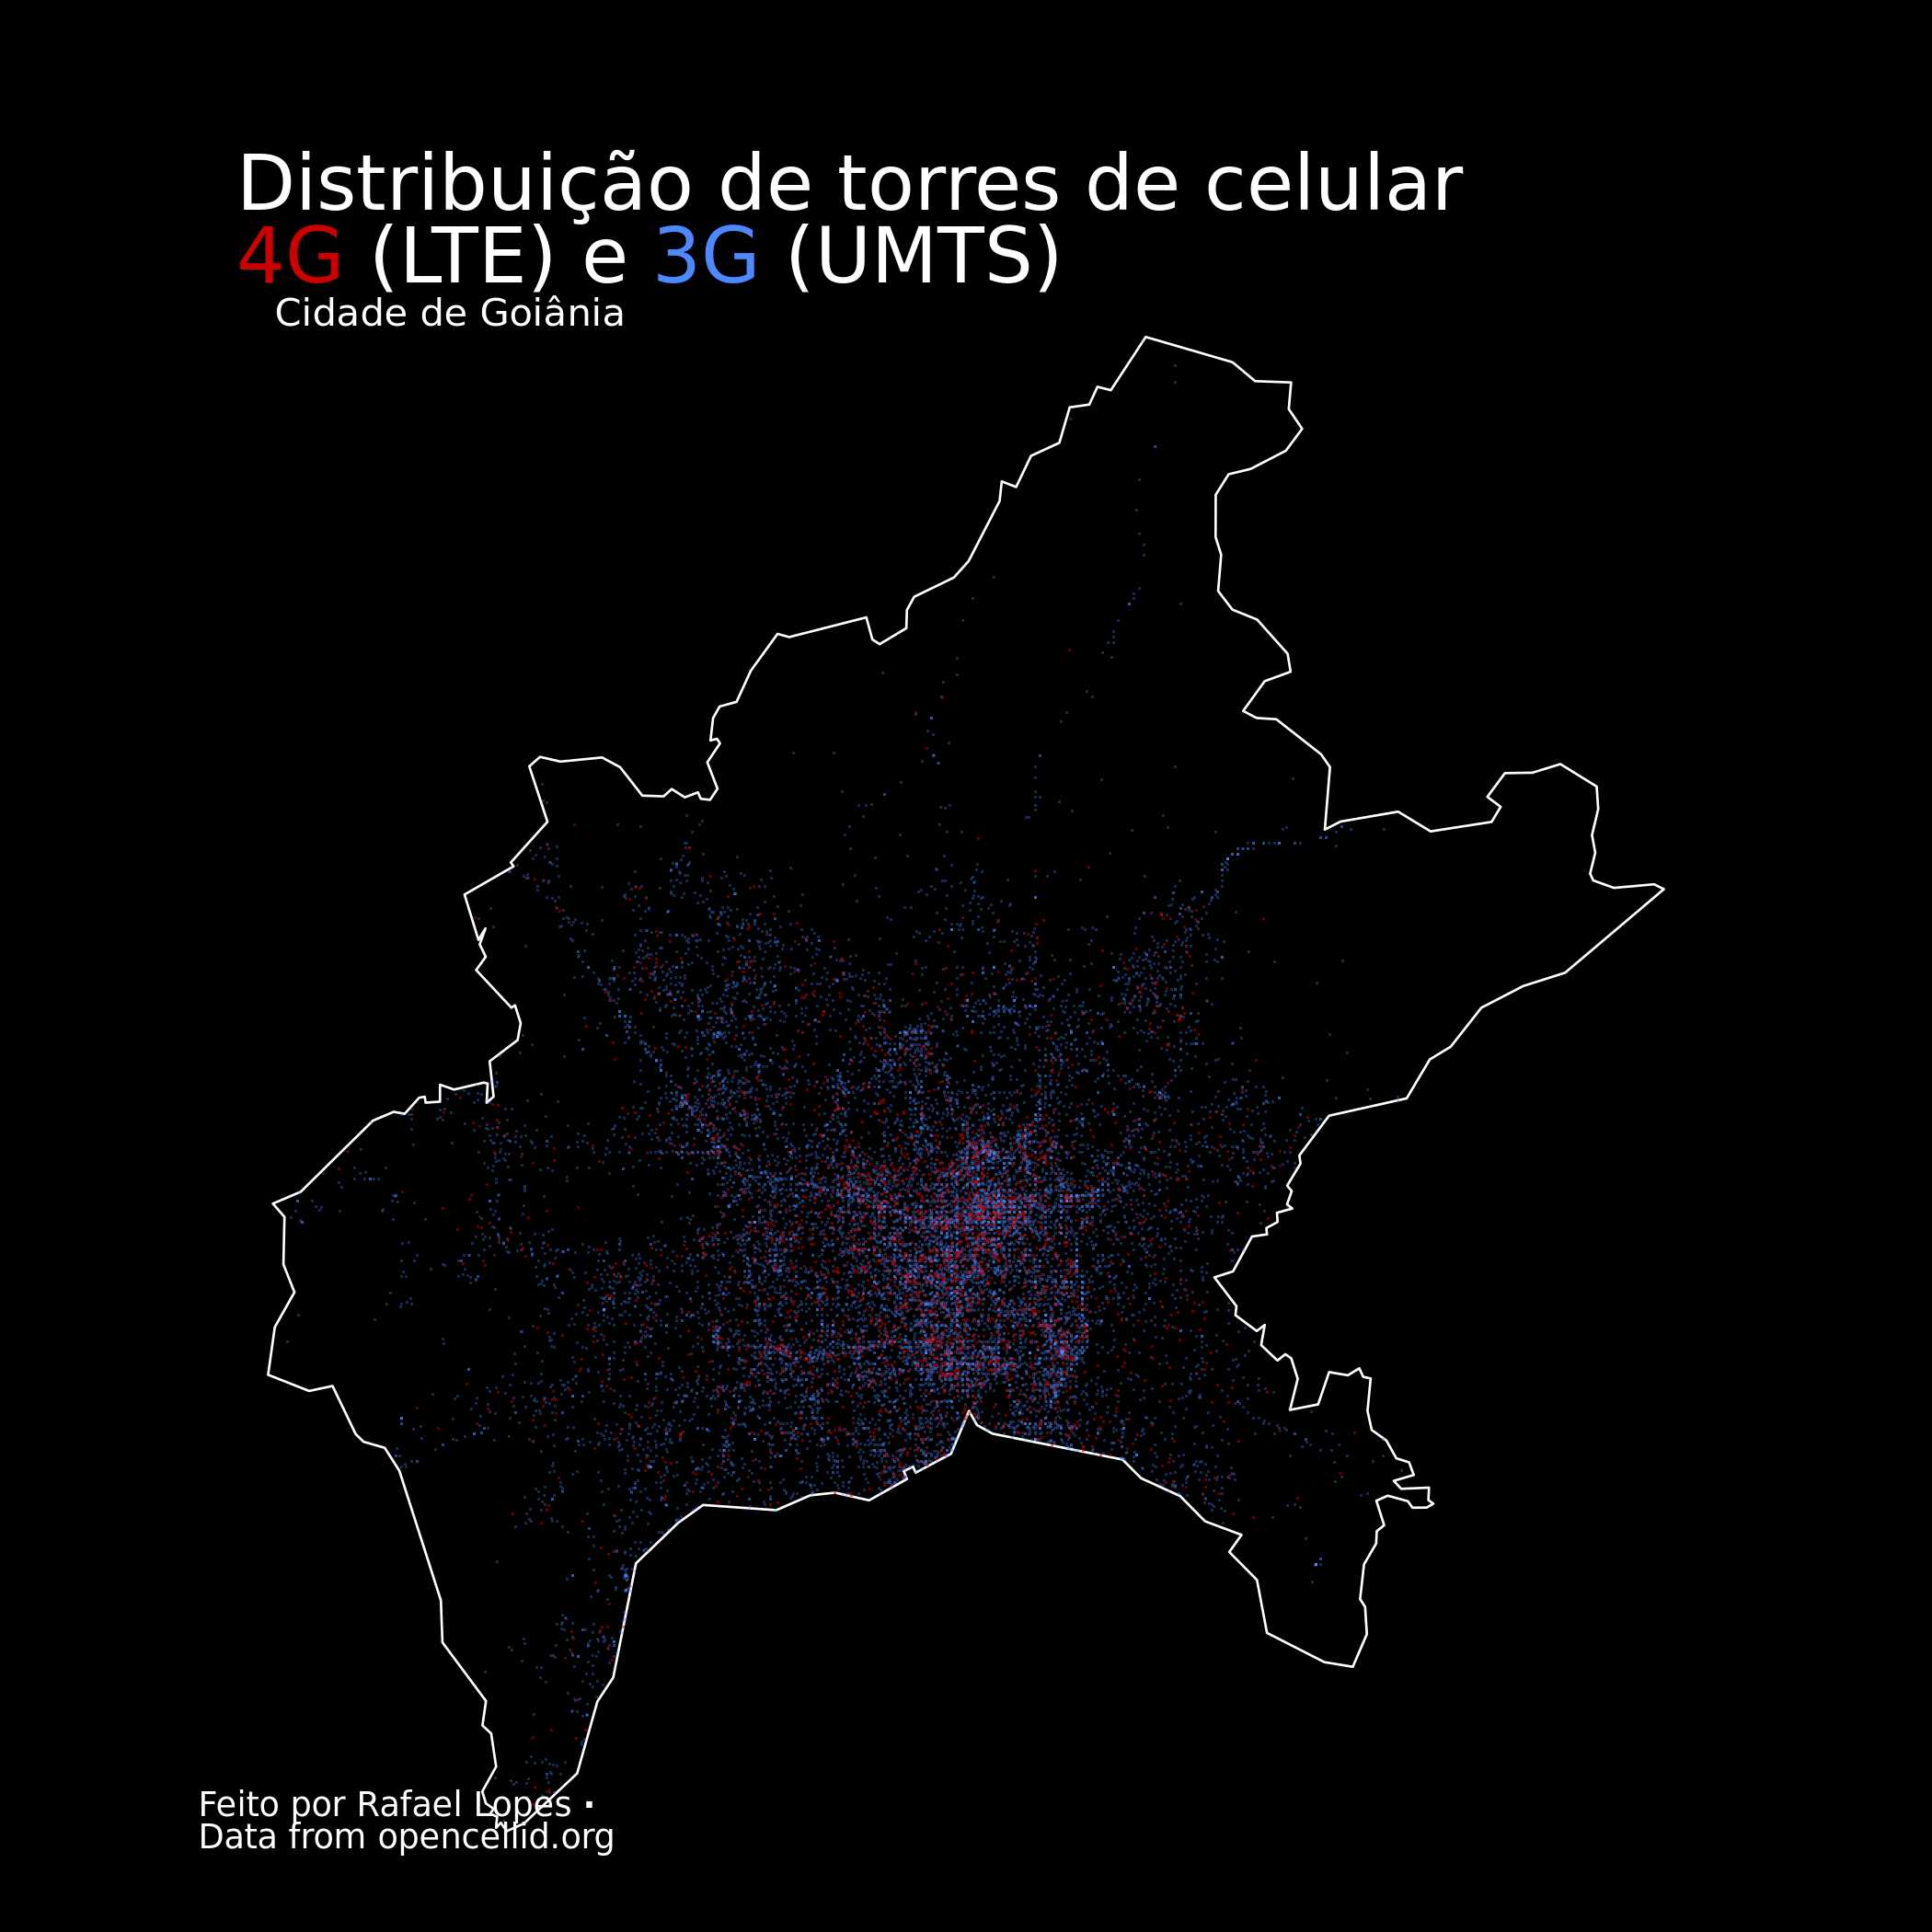 Distribuição de torres de celular
4G (LTE) e 3G (UMTS)
Cidade de Goiânia
Feito por Rafael Lopes ·
Data from opencellid.org